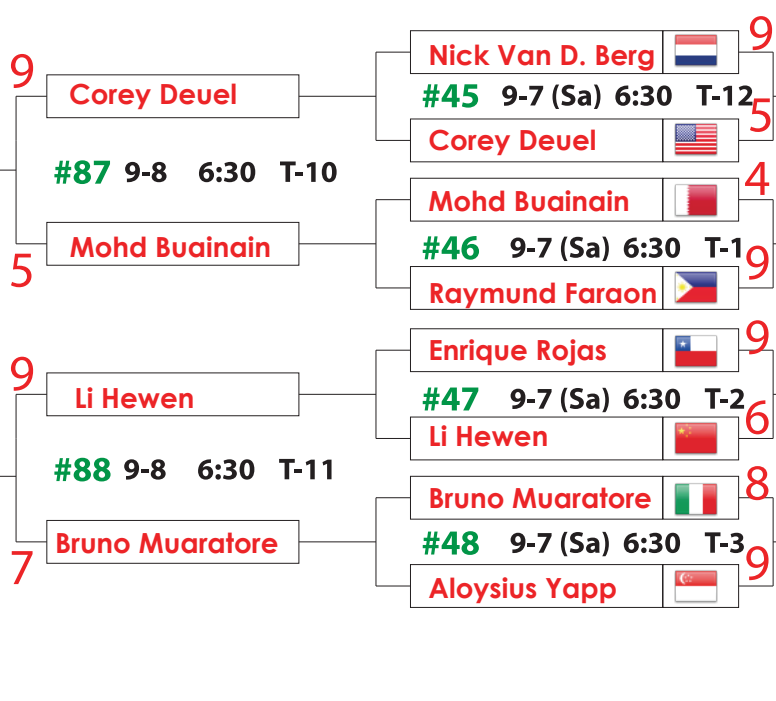 9
Corey Deuel
#87 9-8 6:30 T-10
Mohd Buainain
5
9
Li Hewen
#88 9-8 6:30 T-11
Bruno Muaratore
7
Nick Van D. Berg 9
#45 9-7 (Sa) 6:30 T-12
Corey Deuel 5
Mohd Buainain 4
#46 9-7 (Sa) 6:30 T-1
Raymund Faraon 9
Enrique Rojas 9
#47 9-7 (Sa) 6:30 T-2
Li Hewen 6
Bruno Muaratore 8
#48 9-7 (Sa) 6:30 T-3
Aloysius Yapp 9